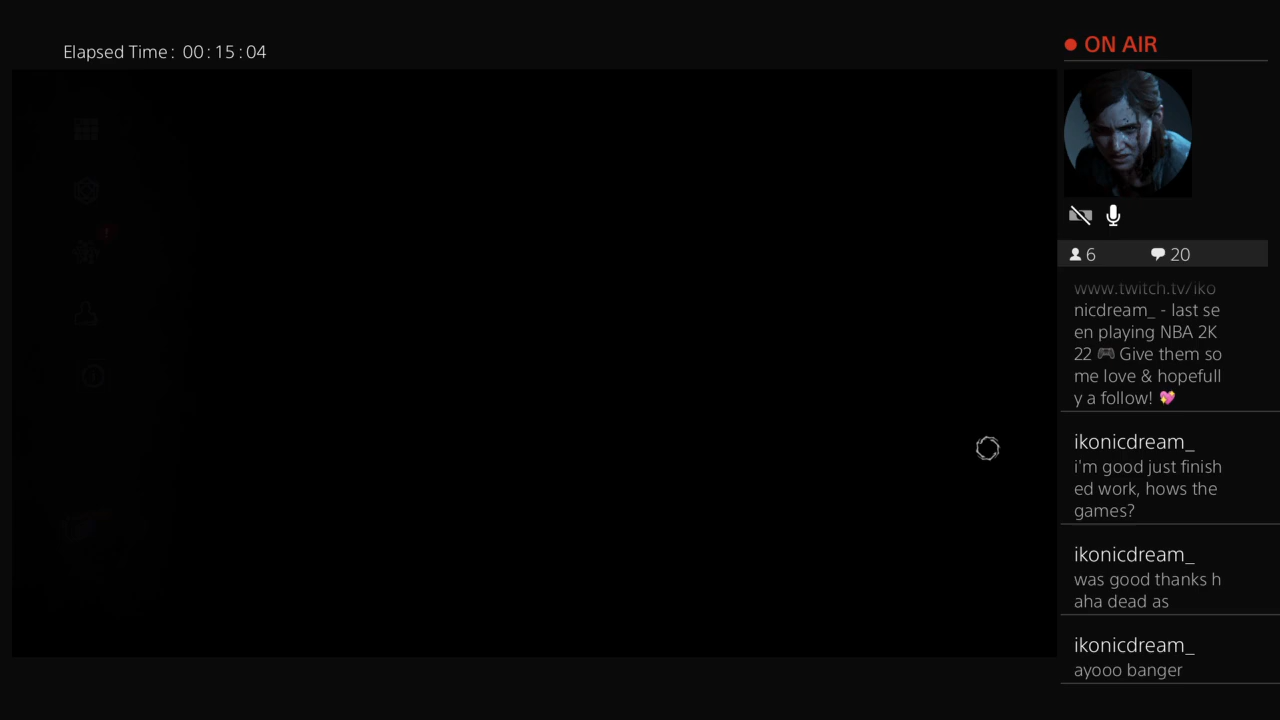 Elapsed Time: 00:15:04
ON AIR
6
20
www.twitch.tv/iko
nicdream_ - last se
en playing NBA 2K
22 🎮 Give them so
me love & hopefull
y a follow! 💖
ikonicdream_
i'm good just finish
ed work, hows the
games?
ikonicdream_
was good thanks h
aha dead as
ikonicdream_
ayooo banger